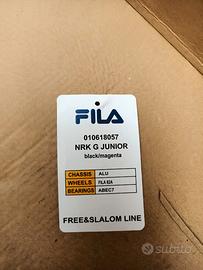 FILA
010618057
NRK G JUNIOR
black/magenta
CHASSIS ALU
WHEELS FILA 82A
BEARINGS ABEC7
FREE&SLALOM LINE
subito